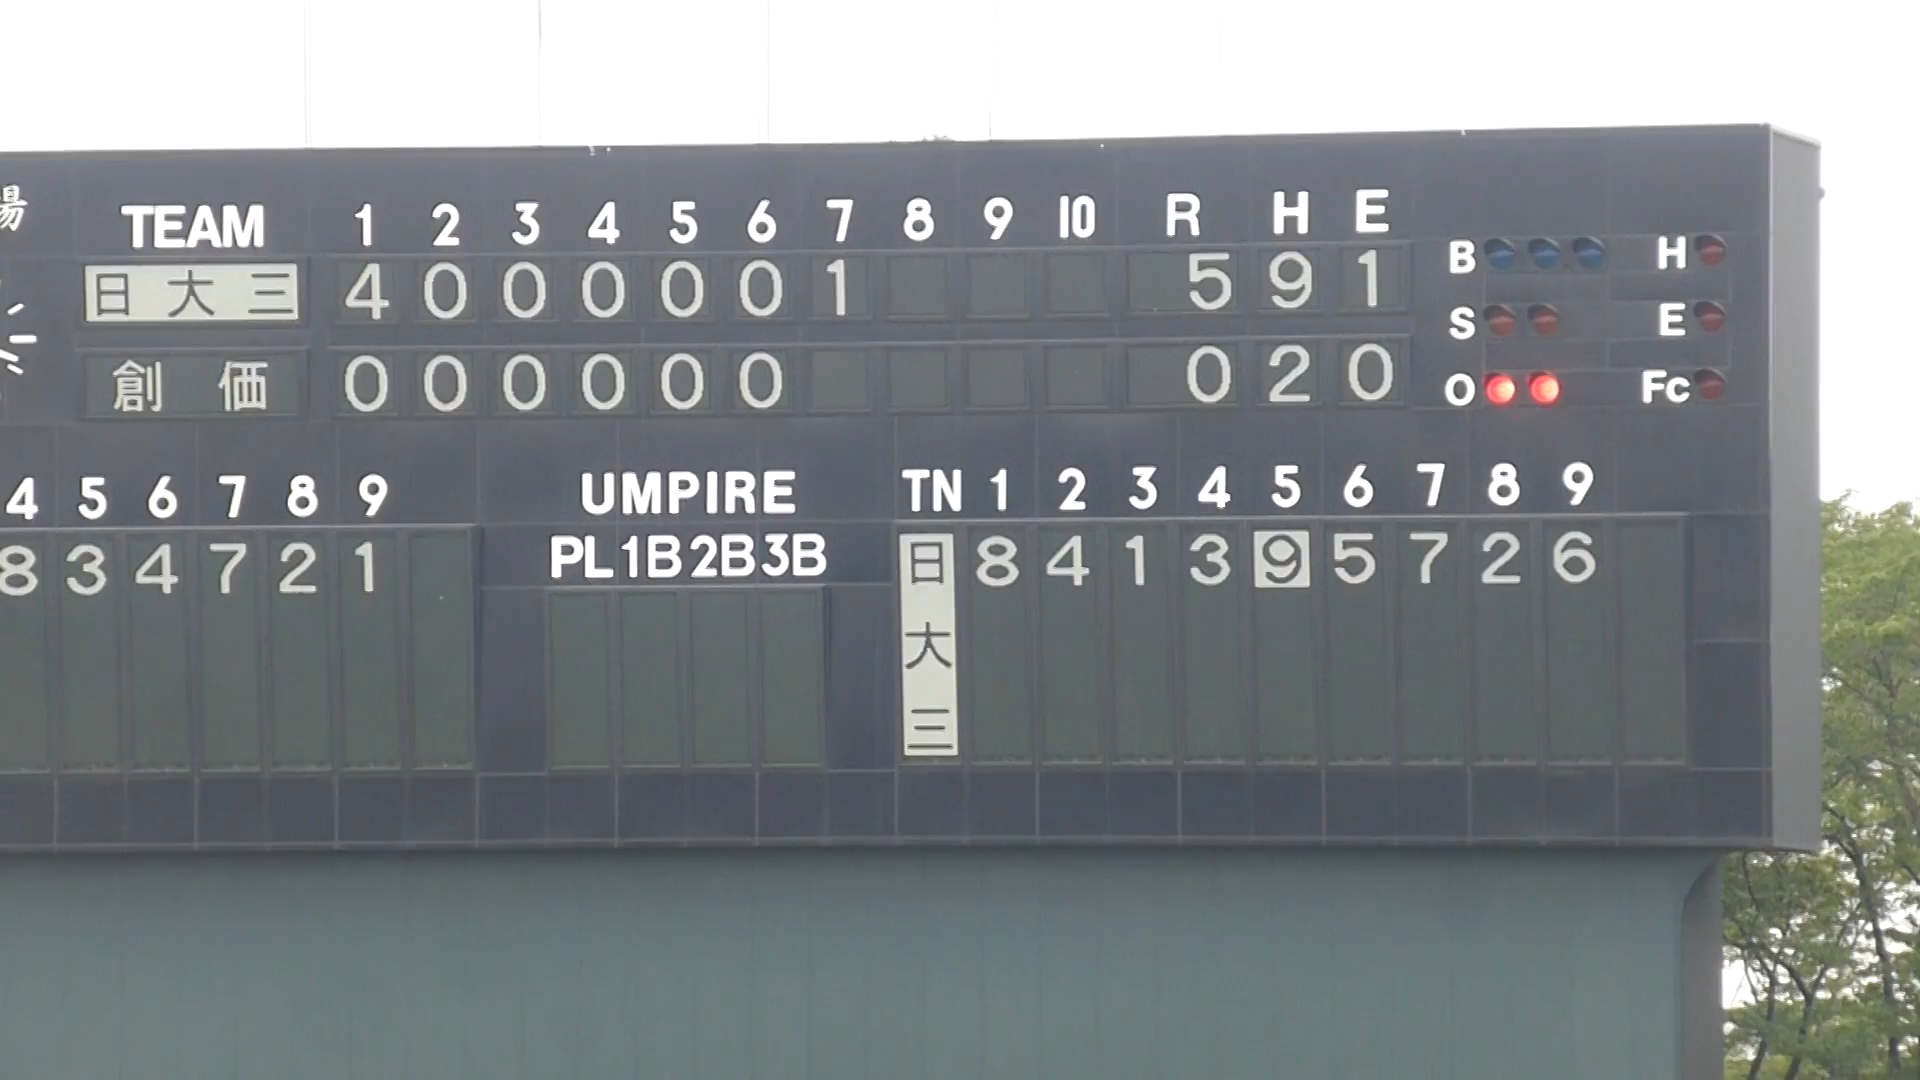 場
TEAM 1 2 3 4 5 6 7 8 9 10 R H E
日大三 4 0 0 0 0 0 1 5 9 1 B H
S E
創価 0 0 0 0 0 0 0 2 0 O Fc
4 5 6 7 8 9 UMPIRE TN 1 2 3 4 5 6 7 8 9
8 3 4 7 2 1 PL 1B 2B 3B 日大三 8 4 1 3 9 5 7 2 6